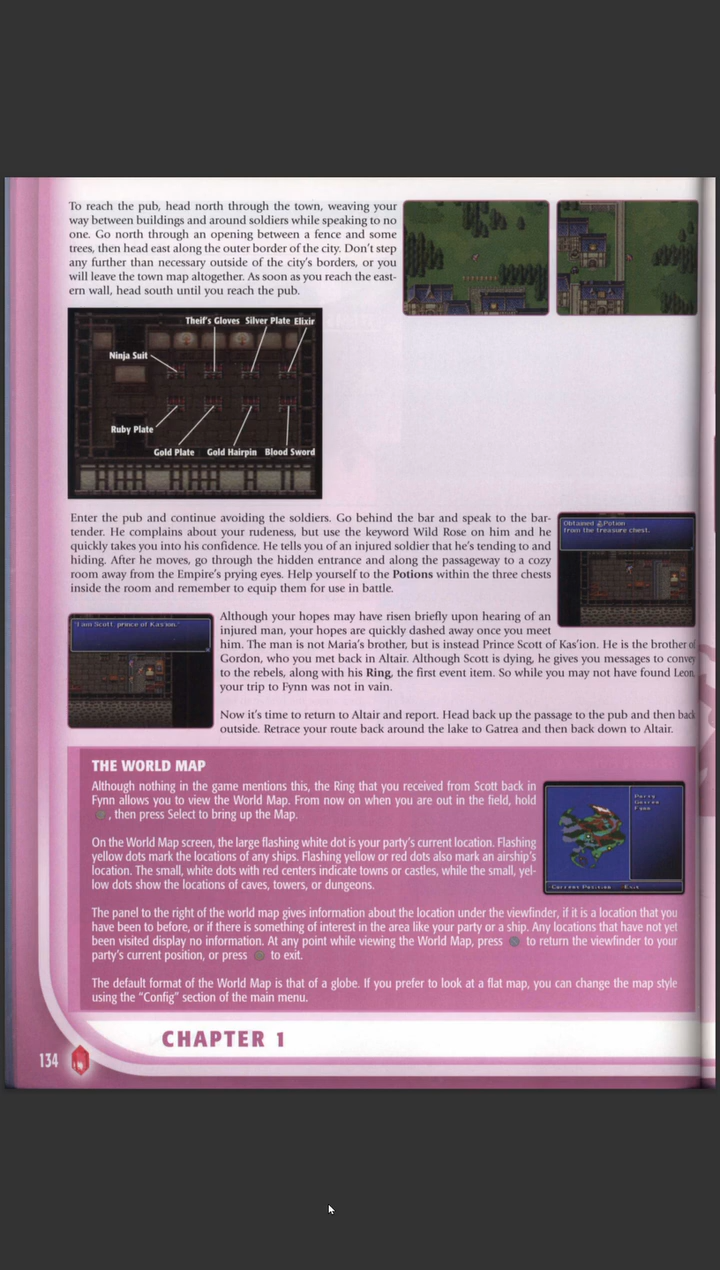 To reach the pub, head north through the town, weaving your
way between buildings and around soldiers while speaking to no
one. Go north through an opening between a fence and some
trees, then head east along the outer border of the city. Don't step
any further than necessary outside of the city's borders, or you
will leave the town map altogether. As soon as you reach the east-
ern wall, head south until you reach the pub.
Theif's Gloves Silver Plate Elixir
Ninja Suit
Ruby Plate
Gold Plate Gold Hairpin Blood Sword
Enter the pub and continue avoiding the soldiers. Go behind the bar and speak to the bar-
tender. He complains about your rudeness, but use the keyword Wild Rose on him and he
quickly takes you into his confidence. He tells you of an injured soldier that he's tending to and
hiding. After he moves, go through the hidden entrance and along the passageway to a cozy
room away from the Empire's prying eyes. Help yourself to the Potions within the three chests
inside the room and remember to equip them for use in battle.
Obtained Potion
from the treasure chest.
"I am Scott, prince of Kas'ion."
Although your hopes may have risen briefly upon hearing of an
injured man, your hopes are quickly dashed away once you meet
him. The man is not Maria's brother, but is instead Prince Scott of Kas'ion. He is the brother of
Gordon, who you met back in Altair. Although Scott is dying, he gives you messages to convey
to the rebels, along with his Ring, the first event item. So while you may not have found Leon,
your trip to Fynn was not in vain.
Now it's time to return to Altair and report. Head back up the passage to the pub and then back
outside. Retrace your route back around the lake to Gatrea and then back down to Altair.
THE WORLD MAP
Although nothing in the game mentions this, the Ring that you received from Scott back in
Fynn allows you to view the World Map. From now on when you are out in the field, hold
, then press Select to bring up the Map.
On the World Map screen, the large flashing white dot is your party's current location. Flashing
yellow dots mark the locations of any ships. Flashing yellow or red dots also mark an airship's
location. The small, white dots with red centers indicate towns or castles, while the small, yel-
low dots show the locations of caves, towers, or dungeons.
Party
Gatrea
Fynn
Current Position Exit
The panel to the right of the world map gives information about the location under the viewfinder, if it is a location that you
have been to before, or if there is something of interest in the area like your party or a ship. Any locations that have not yet
been visited display no information. At any point while viewing the World Map, press to return the viewfinder to your
party's current position, or press to exit.
The default format of the World Map is that of a globe. If you prefer to look at a flat map, you can change the map style
using the "Config" section of the main menu.
CHAPTER 1
134